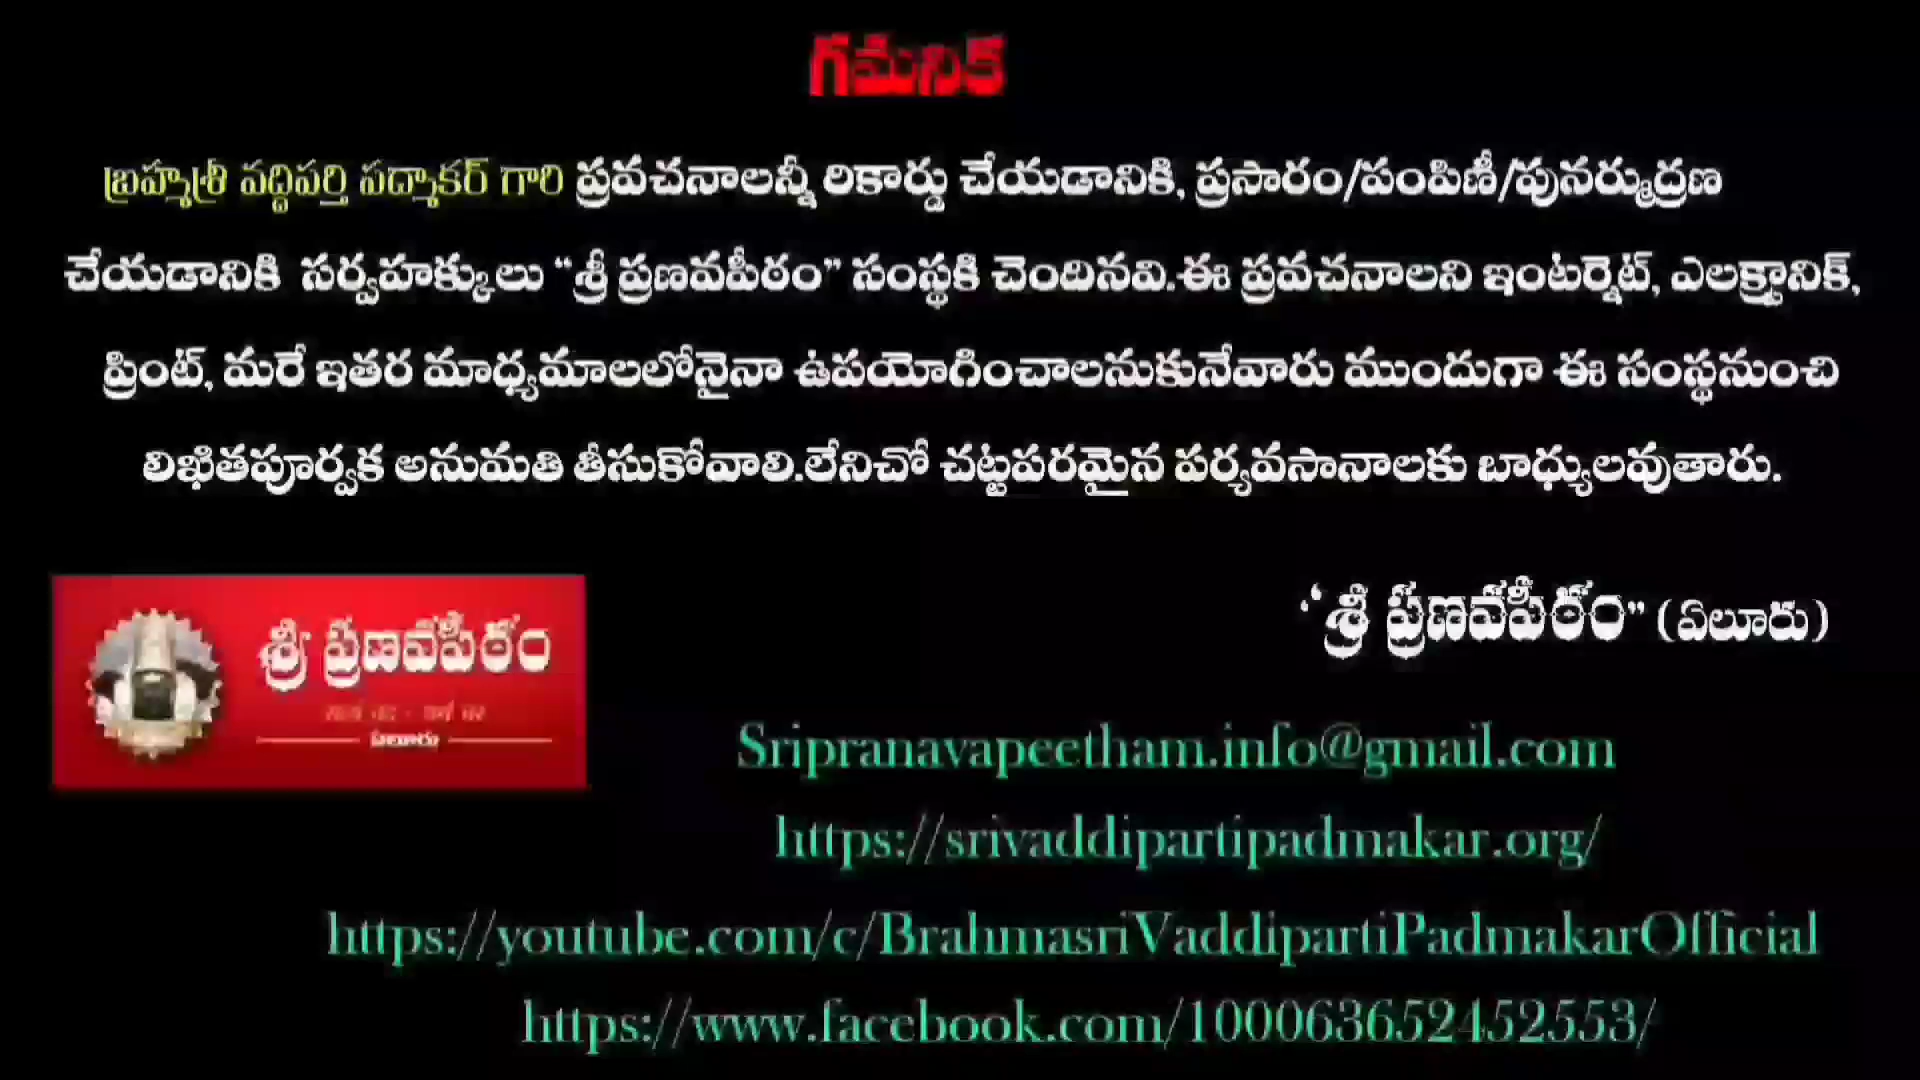 గమనిక
బ్రహ్మశ్రీ వద్దిపర్తి పద్మాకర్ గారి ప్రవచనాలన్నీ రికార్డు చేయడానికి, ప్రసారం/పంపిణీ/పునర్ముద్రణ
చేయడానికి సర్వహక్కులు “శ్రీ ప్రణవపీఠం” సంస్థకి చెందినవి.ఈ ప్రవచనాలని ఇంటర్నెట్, ఎలక్ట్రానిక్,
ప్రింట్, మరే ఇతర మాధ్యమాలలోనైనా ఉపయోగించాలనుకునేవారు ముందుగా ఈ సంస్థనుంచి
లిఖితపూర్వక అనుమతి తీసుకోవాలి.లేనిచో చట్టపరమైన పర్యవసానాలకు బాధ్యులవుతారు.
“శ్రీ ప్రణవపీఠం” (ఏలూరు)
శ్రీ ప్రణవపీఠం
ఏలూరు
Sripranavapeetham.info@gmail.com
https://srivaddipartipadmakar.org/
https://youtube.com/c/BrahmasriVaddipartiPadmakarOfficial
https://www.facebook.com/100063652452553/